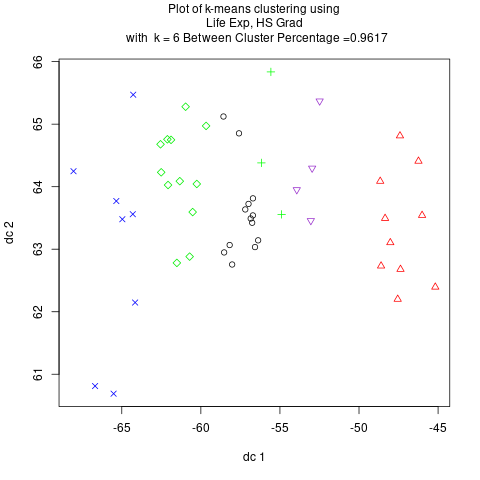 Plot of k-means clustering using
Life Exp, HS Grad
with k = 6 Between Cluster Percentage =0.9617
66
65
64
63
62
61
dc 2
-65
-60
-55
-50
-45
dc 1